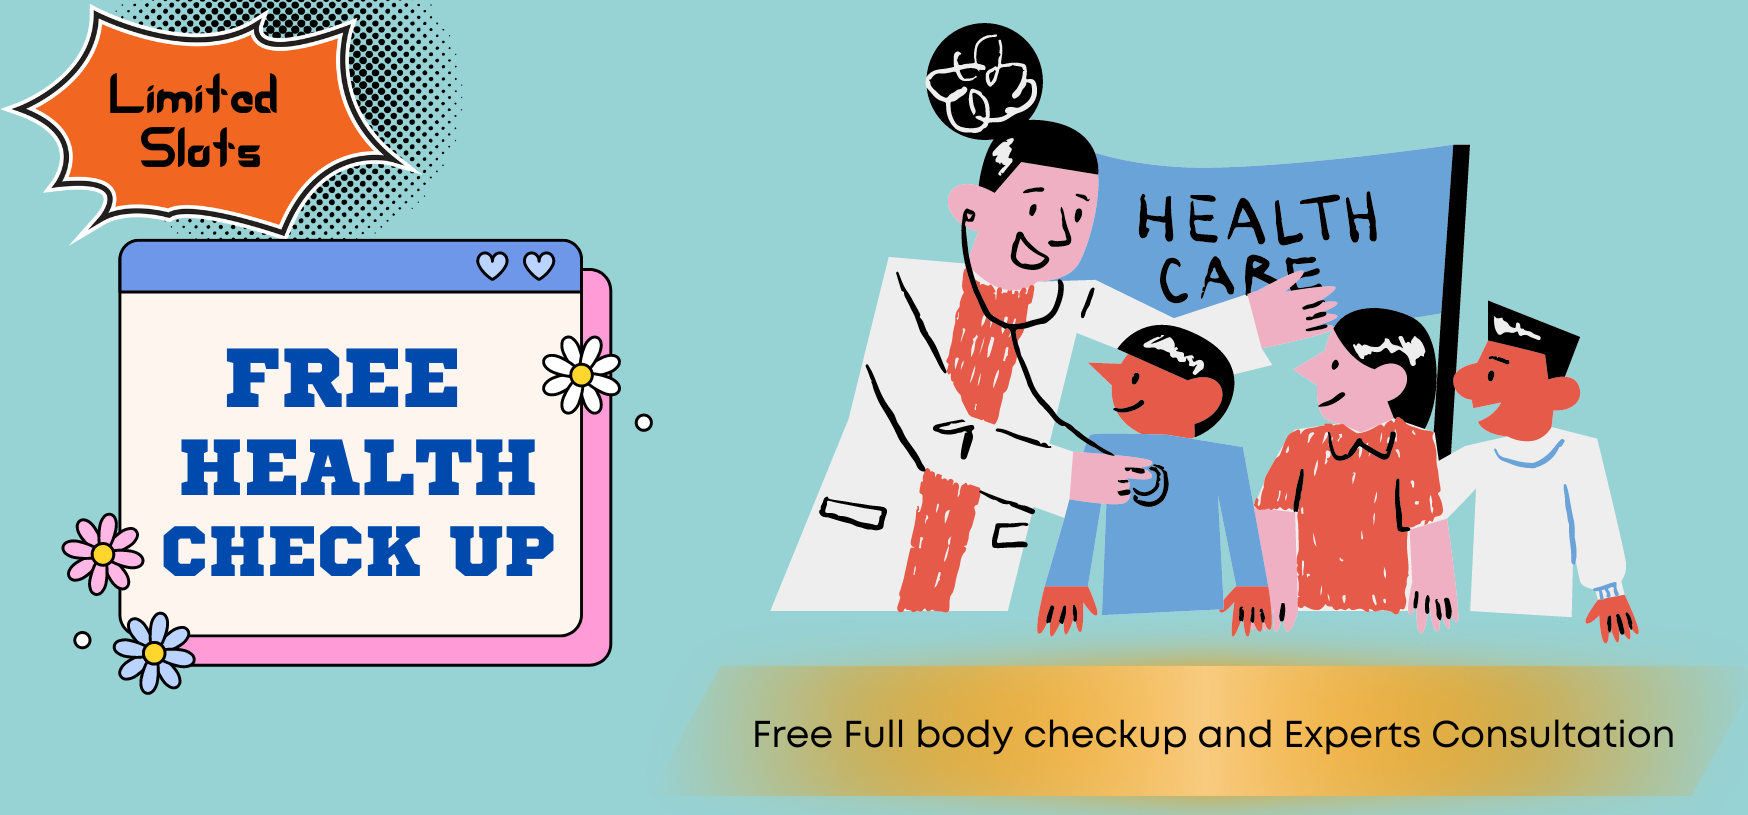 Limited
Slots
FREE
HEALTH
CHECK UP
HEALTH
CARE
Free Full body checkup and Experts Consultation